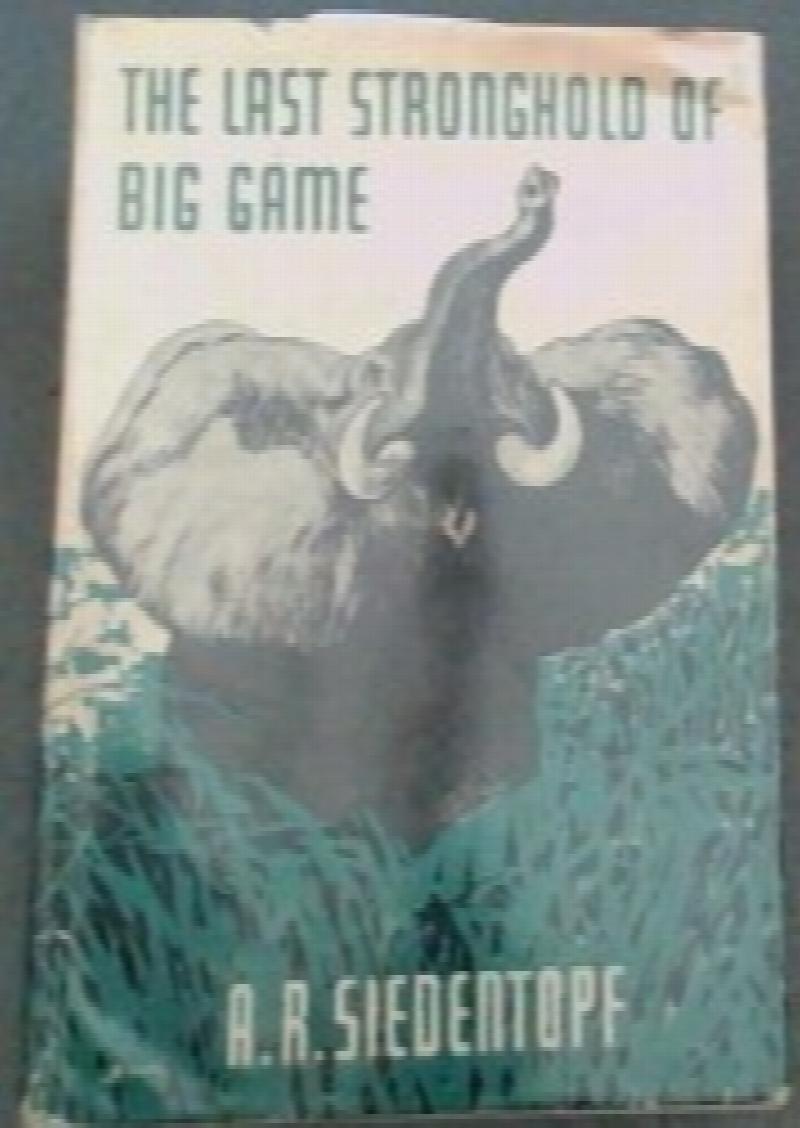 THE LAST STRONGHOLD OF
BIG GAME
A.R. SIEDENTOPF